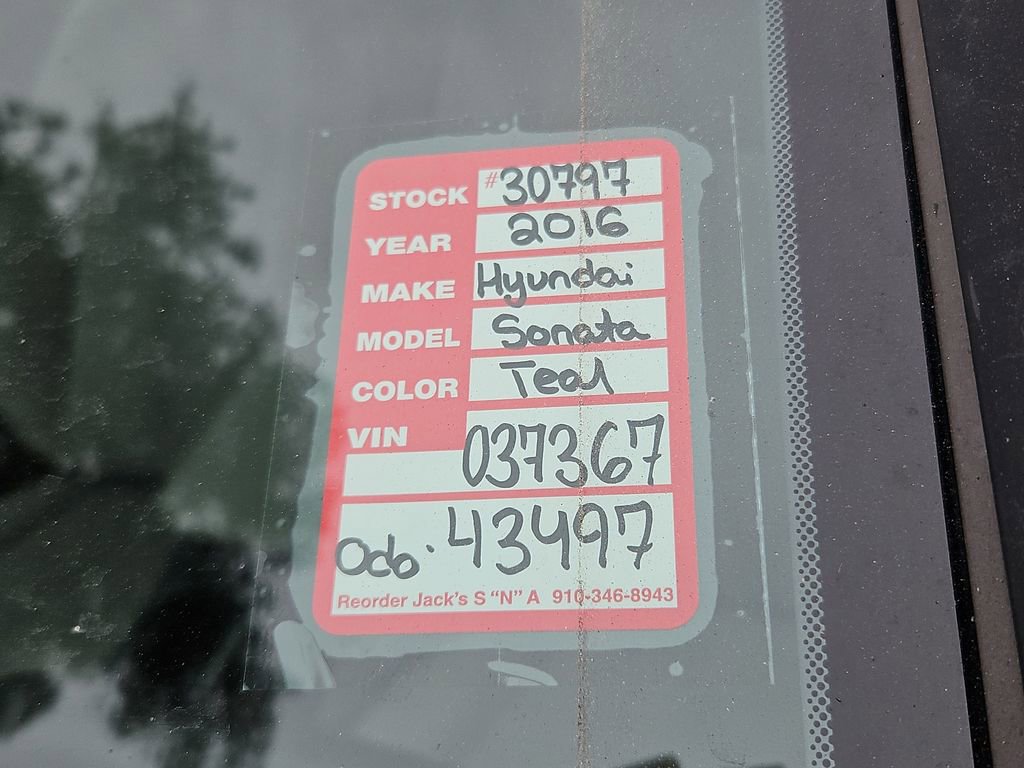 STOCK #30797
YEAR 2016
MAKE Hyundai
MODEL Sonata
COLOR Teal
VIN 037367
Odo. 43497
Reorder Jack's S "N" A 910-346-8943